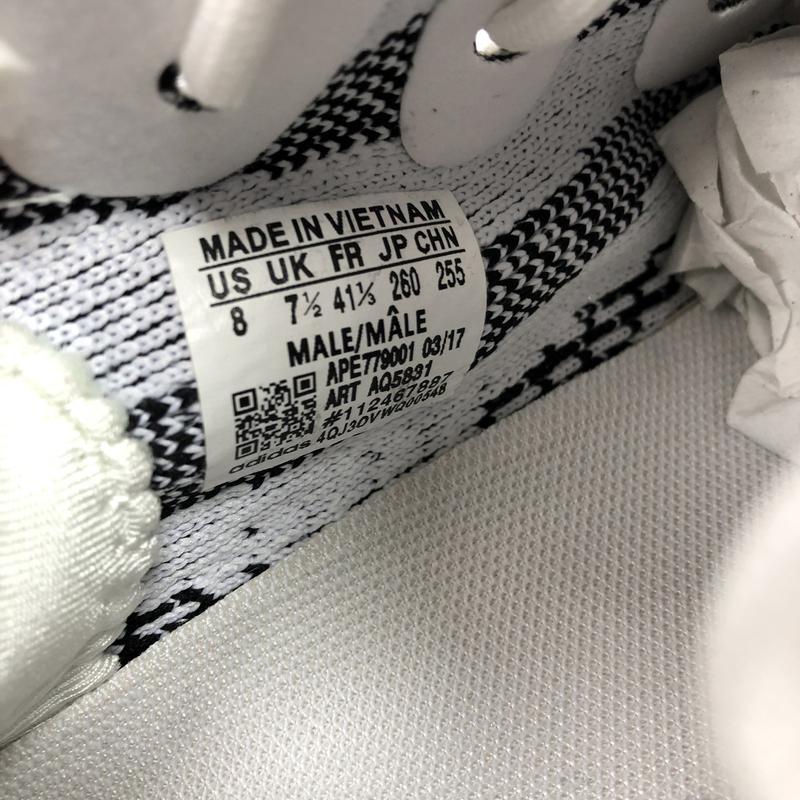 MADE IN VIETNAM
US UK FR JP CHN
8 7½ 41⅓ 260 255
MALE/MÂLE
APE779001 03/17
ART AQ5831
#112467897
adidas 4QJ3DVWQ00548